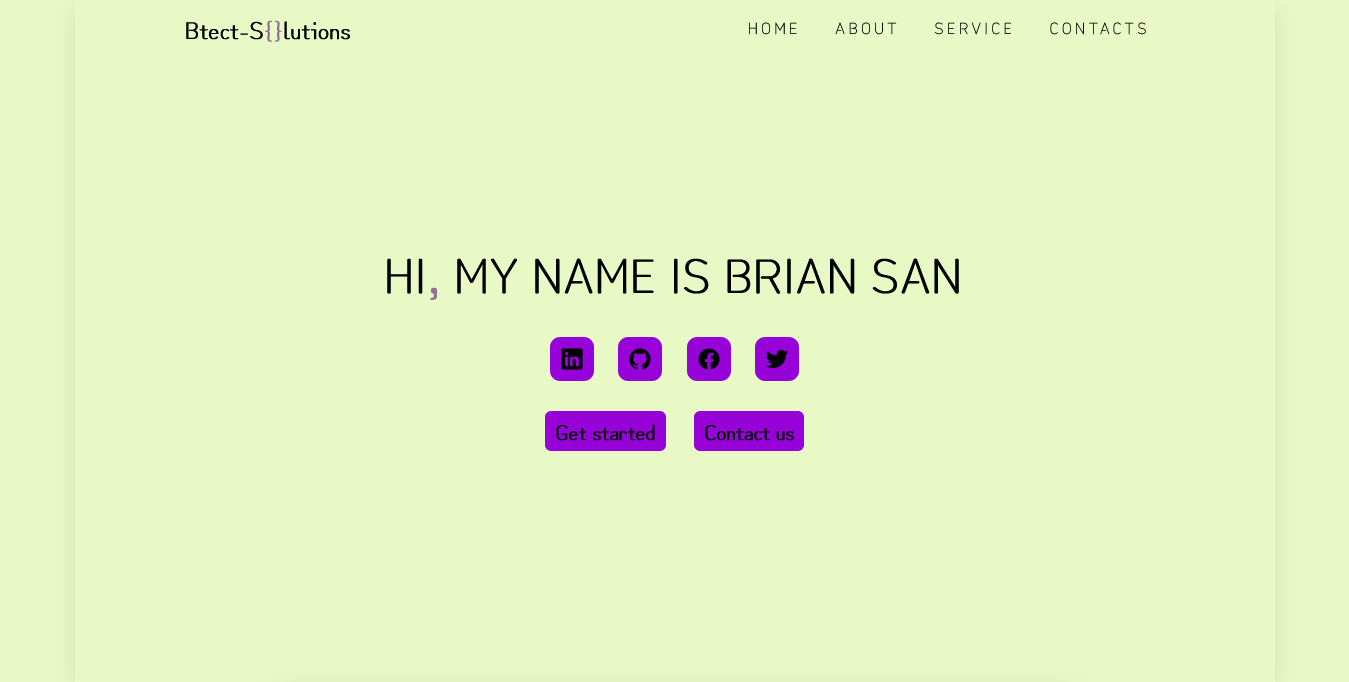 Btect-S{}lutions
HOME ABOUT SERVICE CONTACTS
HI, MY NAME IS BRIAN SAN
Get started
Contact us